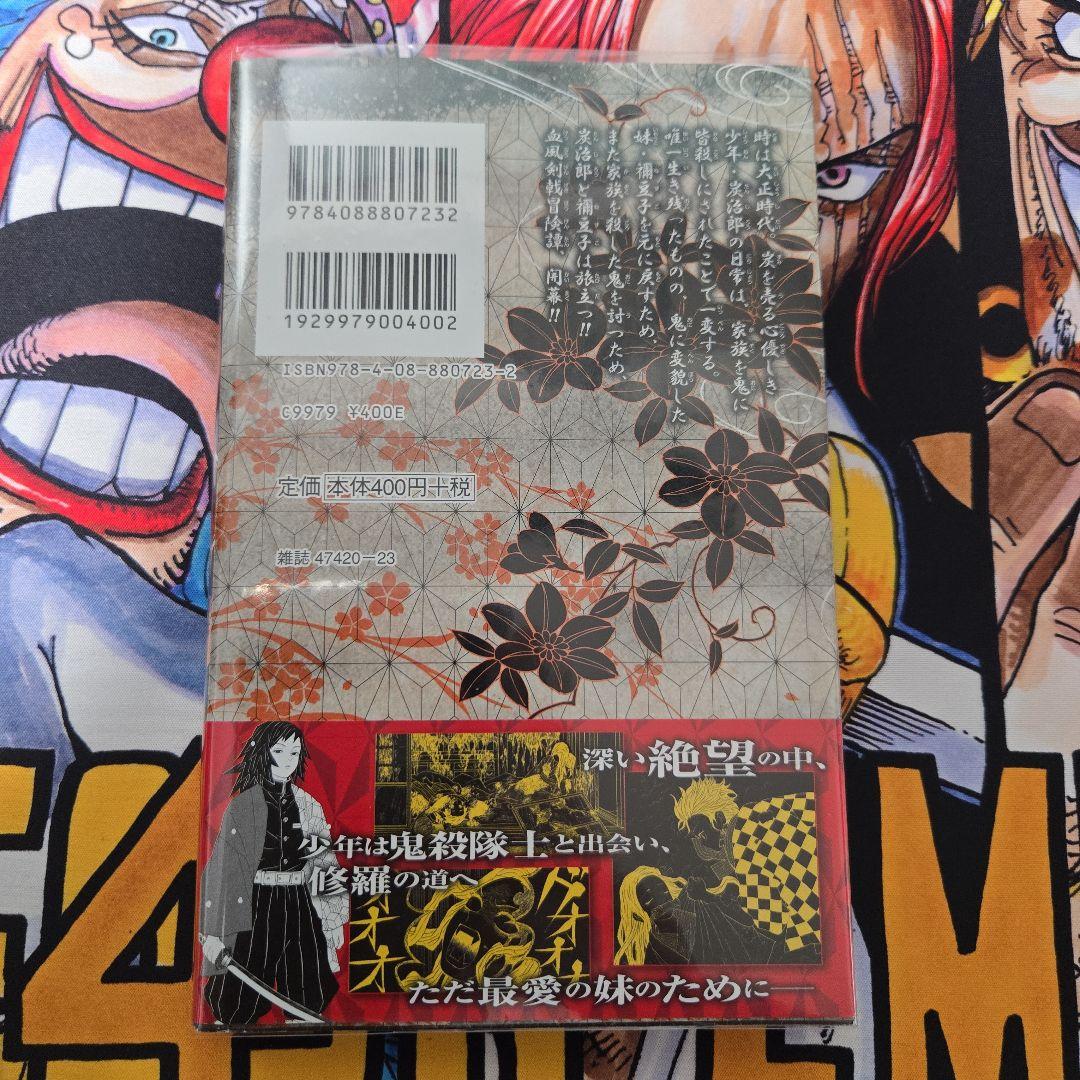 時は大正時代。炭を売る心優しき
少年・炭治郎の日常は、家族を鬼に
皆殺しにされたことで一変する。
唯一生き残ったものの、鬼に変貌した
妹・禰豆子を元に戻すため、
また家族を殺した鬼を討つため、
炭治郎と禰豆子は旅立つ!!
血風剣戟冒険譚、開幕!!
9784088807232
1929979004002
ISBN978-4-08-880723-2
C9979 ¥400E
定価 本体400円+税
雑誌 47420-23
深い絶望の中、
少年は鬼殺隊士と出会い、
修羅の道へ
オオオ
グオオオ
ただ最愛の妹のために──